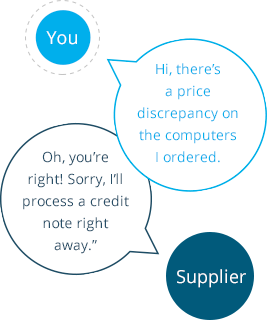 You
Hi, there’s
a price
discrepancy on
the computers
I ordered.
Oh, you’re
right! Sorry, I’ll
process a credit
note right
away.”
Supplier